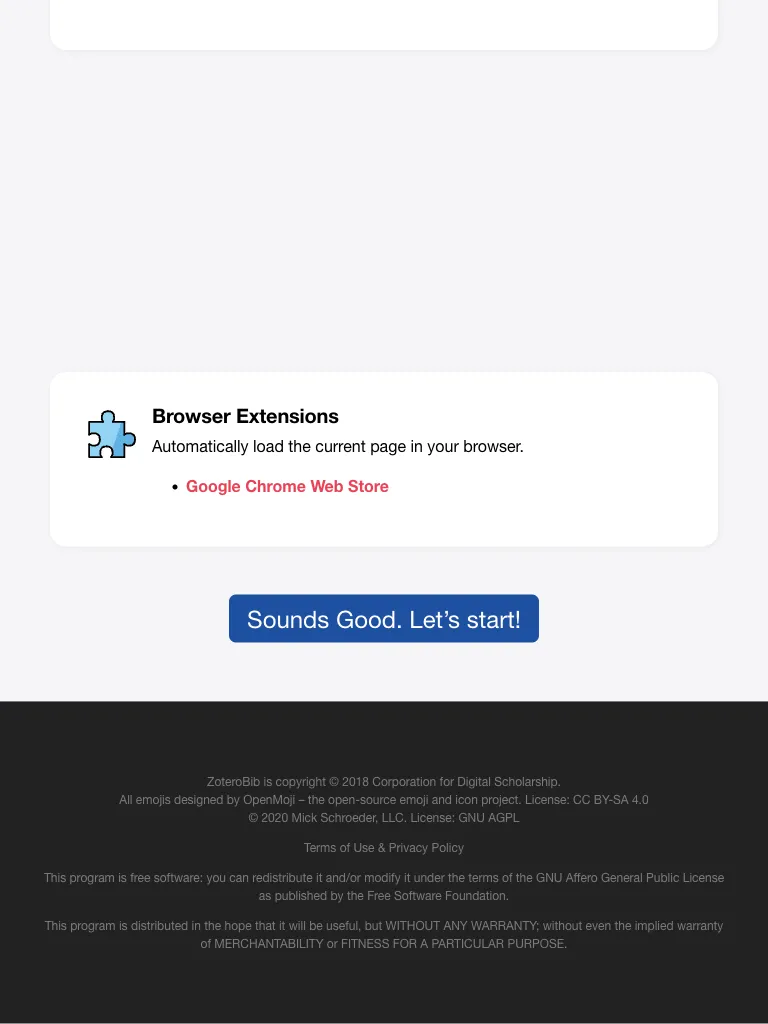 Browser Extensions
Automatically load the current page in your browser.
• Google Chrome Web Store
Sounds Good. Let’s start!
ZoteroBib is copyright © 2018 Corporation for Digital Scholarship.
All emojis designed by OpenMoji – the open-source emoji and icon project. License: CC BY-SA 4.0
© 2020 Mick Schroeder, LLC. License: GNU AGPL
Terms of Use & Privacy Policy
This program is free software: you can redistribute it and/or modify it under the terms of the GNU Affero General Public License
as published by the Free Software Foundation.
This program is distributed in the hope that it will be useful, but WITHOUT ANY WARRANTY; without even the implied warranty
of MERCHANTABILITY or FITNESS FOR A PARTICULAR PURPOSE.